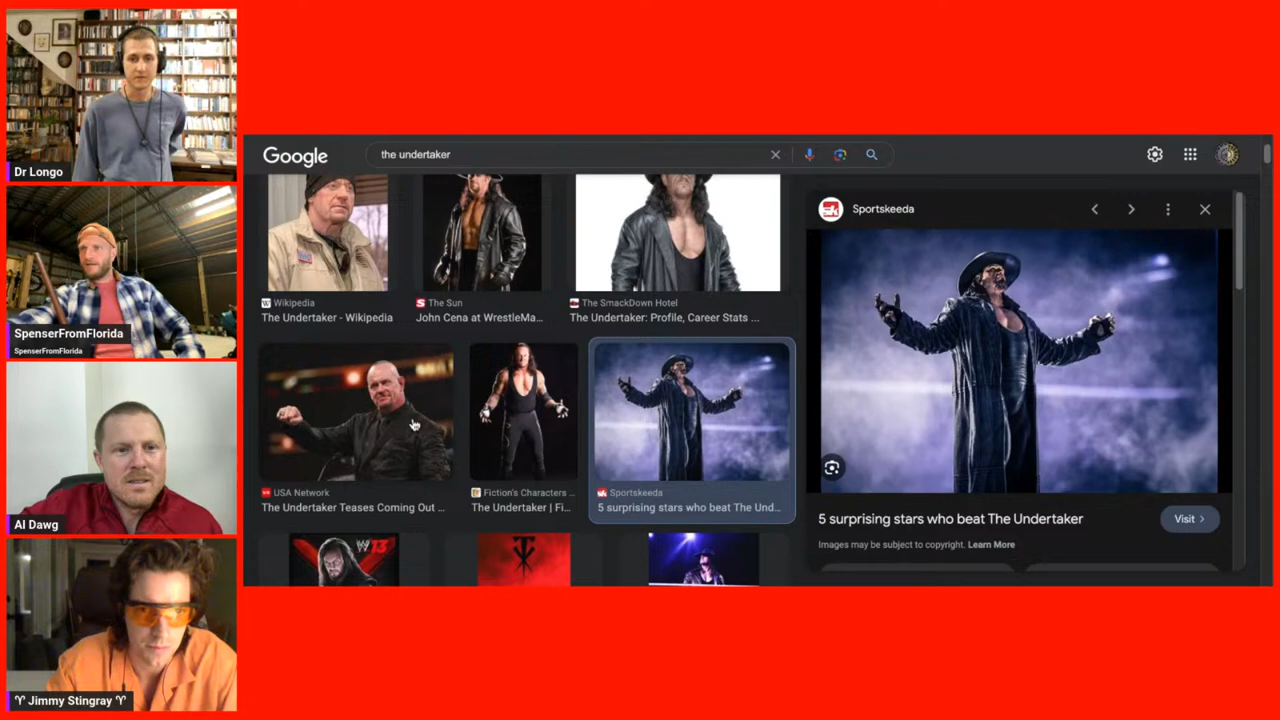 Dr Longo
SpenserFromFlorida
SpenserFromFlorida
Al Dawg
♈ Jimmy Stingray ♈
Google
the undertaker
Wikipedia
The Undertaker - Wikipedia
The Sun
John Cena at WrestleMa...
The SmackDown Hotel
The Undertaker: Profile, Career Stats ...
USA Network
The Undertaker Teases Coming Out ...
Fiction's Characters ...
The Undertaker | Fi...
Sportskeeda
5 surprising stars who beat The Und...
W13
Sportskeeda
5 surprising stars who beat The Undertaker
Visit >
Images may be subject to copyright. Learn More